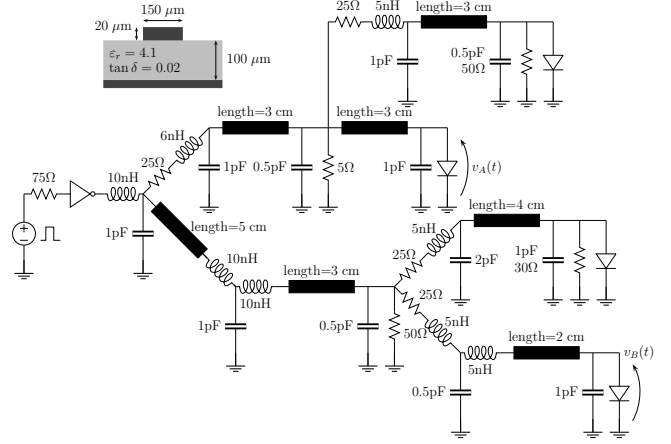 150 μm
20 μm
εr = 4.1
tan δ = 0.02
100 μm
25Ω
5nH
length=3 cm
1pF
0.5pF
50Ω
6nH
length=3 cm
length=3 cm
25Ω
1pF
0.5pF
5Ω
1pF
vA(t)
75Ω
10nH
1pF
length=5 cm
10nH
10nH
length=3 cm
1pF
0.5pF
50Ω
25Ω
5nH
length=4 cm
2pF
1pF
30Ω
25Ω
5nH
5nH
length=2 cm
0.5pF
1pF
vB(t)